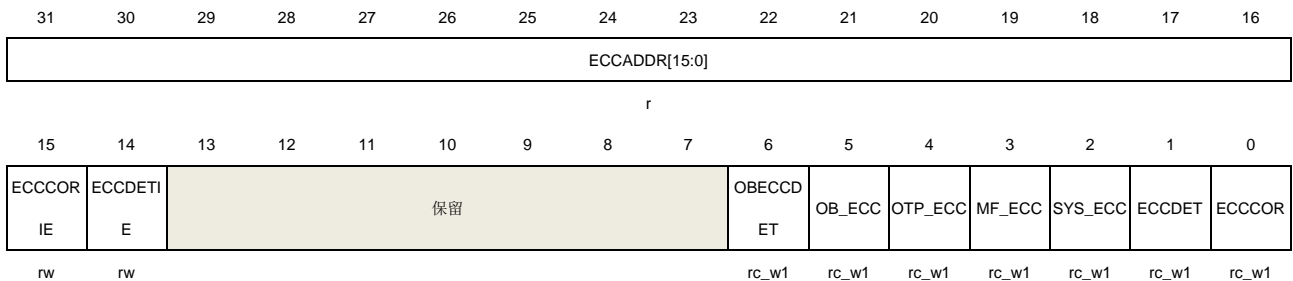 31 30 29 28 27 26 25 24 23 22 21 20 19 18 17 16
ECCADDR[15:0]
r
15 14 13 12 11 10 9 8 7 6 5 4 3 2 1 0
ECCCOR ECCDETI OBECCD
保留 OB_ECC OTP_ECC MF_ECC SYS_ECC ECCDET ECCCOR
IE E ET
rw rw rc_w1 rc_w1 rc_w1 rc_w1 rc_w1 rc_w1 rc_w1